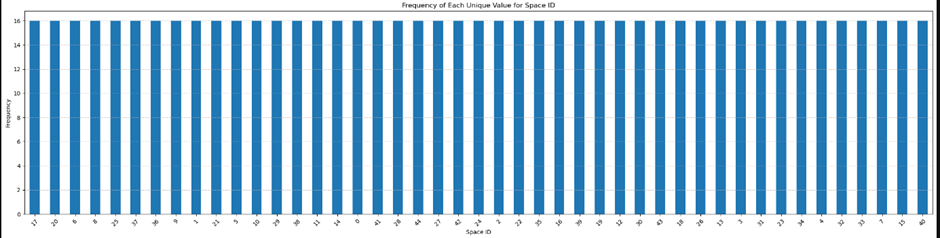 Frequency of Each Unique Value for Space ID
16
14
12
10
8
6
4
2
0
Frequency
17 20 6 8 25 37 36 9 1 21 5 10 29 38 11 14 0 41 28 44 27 42 24 2 22 35 16 39 19 12 30 43 18 26 13 3 31 23 34 4 32 33 7 15 40
Space ID